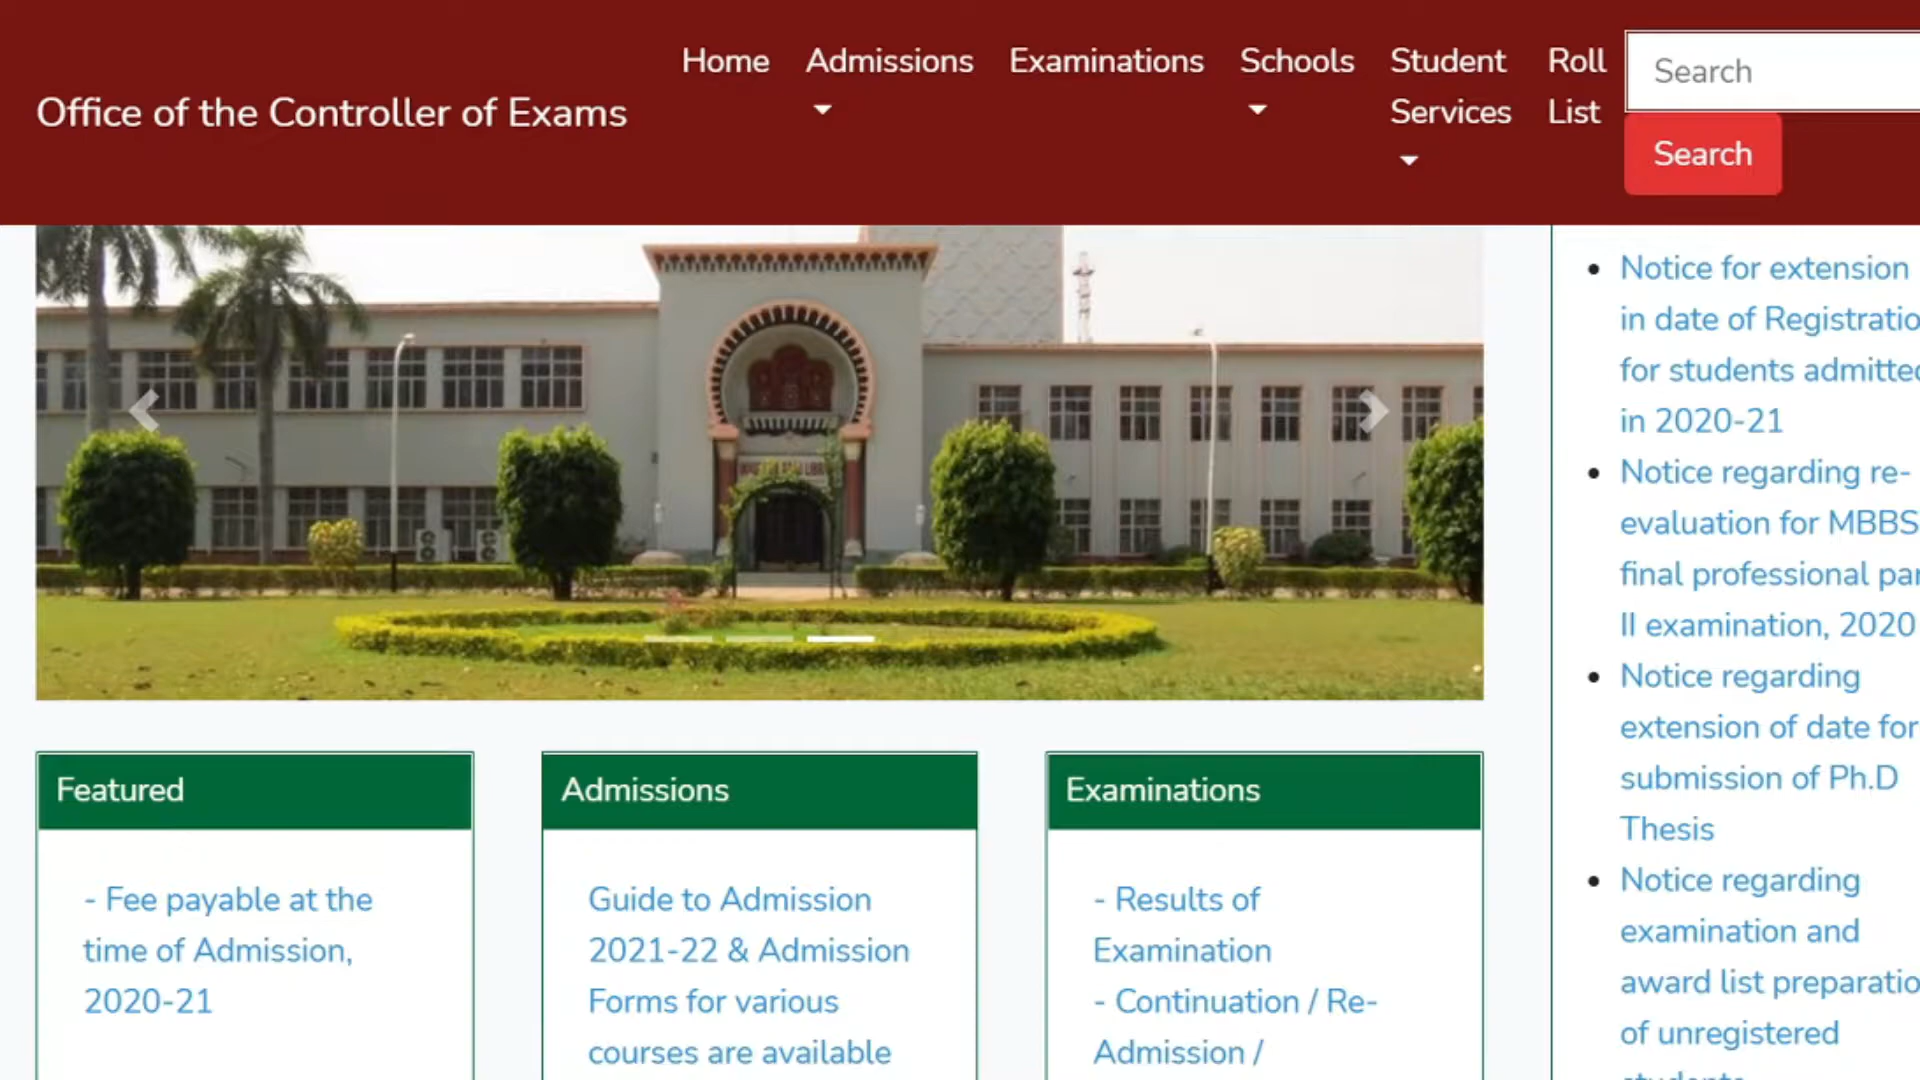 Office of the Controller of Exams
Home
Admissions
Examinations
Schools
Student
Services
Roll
List
Search
Search
Notice for extension
in date of Registratio
for students admitted
in 2020-21
Notice regarding re-
evaluation for MBBS
final professional par
II examination, 2020
Notice regarding
extension of date for
submission of Ph.D
Thesis
Notice regarding
examination and
award list preparatio
of unregistered
Featured
- Fee payable at the
time of Admission,
2020-21
Admissions
Guide to Admission
2021-22 & Admission
Forms for various
courses are available
Examinations
- Results of
Examination
- Continuation / Re-
Admission /